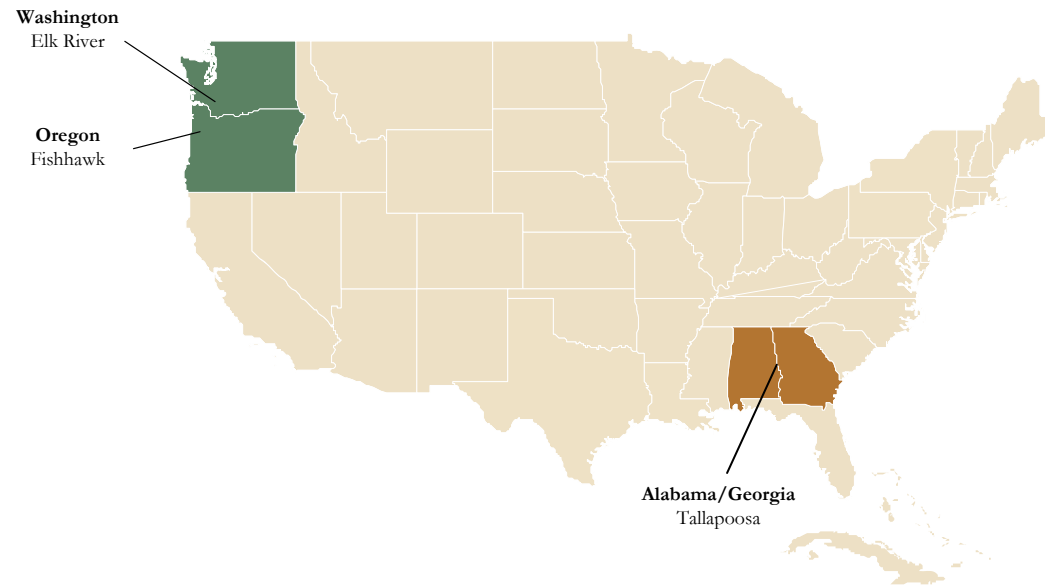 Washington
Elk River
Oregon
Fishhawk
Alabama/Georgia
Tallapoosa